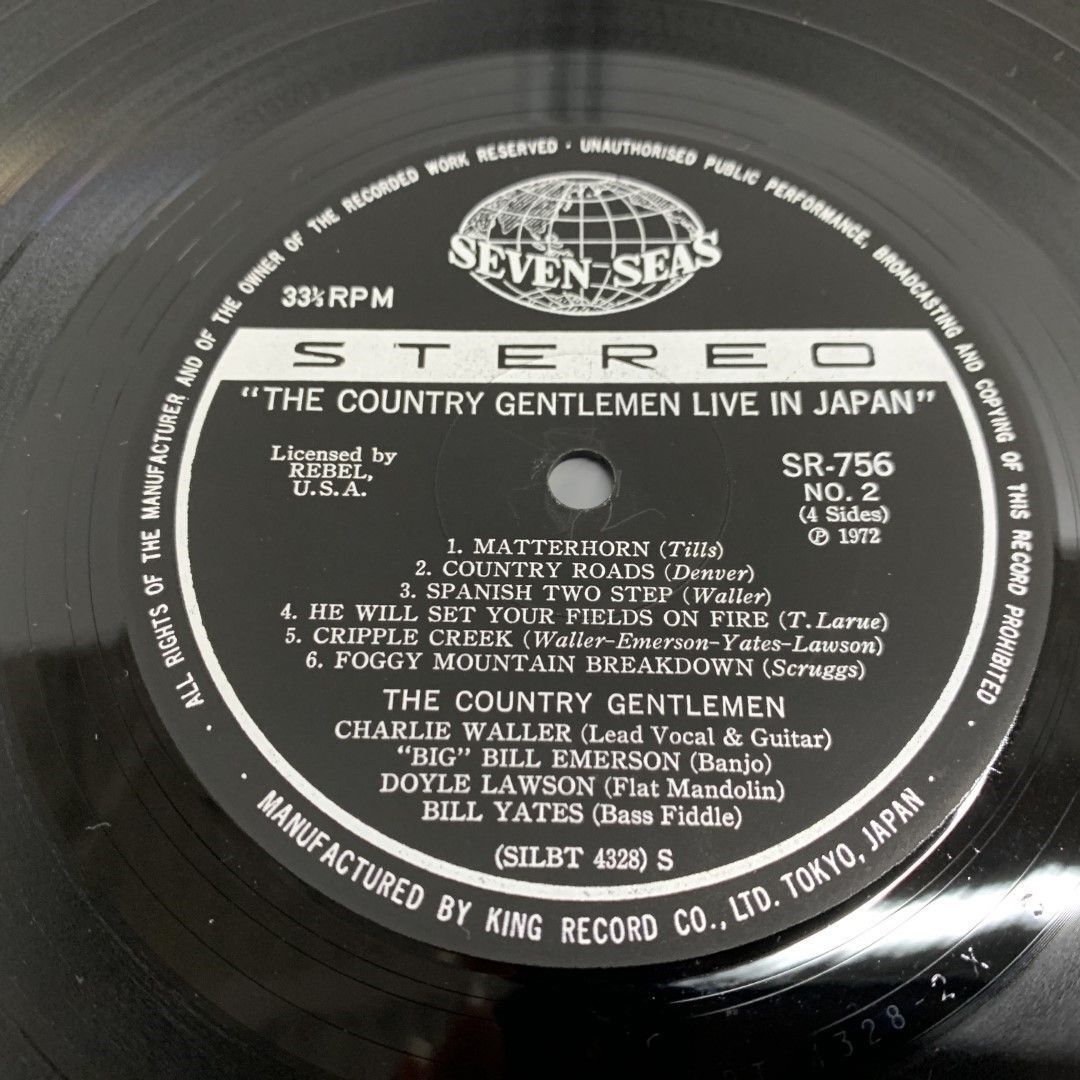 ALL RIGHTS OF THE MANUFACTURER AND OF THE OWNER OF THE RECORDED WORK RESERVED · UNAUTHORISED PUBLIC PERFORMANCE, BROADCASTING AND COPYING OF THIS RECORD PROHIBITED
SEVEN SEAS
33⅓ RPM
STEREO
"THE COUNTRY GENTLEMEN LIVE IN JAPAN"
Licensed by
REBEL,
U.S.A.
SR-756
NO. 2
(4 Sides)
℗ 1972
1. MATTERHORN (Tills)
2. COUNTRY ROADS (Denver)
3. SPANISH TWO STEP (Waller)
4. HE WILL SET YOUR FIELDS ON FIRE (T. Larue)
5. CRIPPLE CREEK (Waller-Emerson-Yates-Lawson)
6. FOGGY MOUNTAIN BREAKDOWN (Scruggs)
THE COUNTRY GENTLEMEN
CHARLIE WALLER (Lead Vocal & Guitar)
"BIG" BILL EMERSON (Banjo)
DOYLE LAWSON (Flat Mandolin)
BILL YATES (Bass Fiddle)
(SILBT 4328) S
MANUFACTURED BY KING RECORD CO., LTD. TOKYO, JAPAN
4328-2X